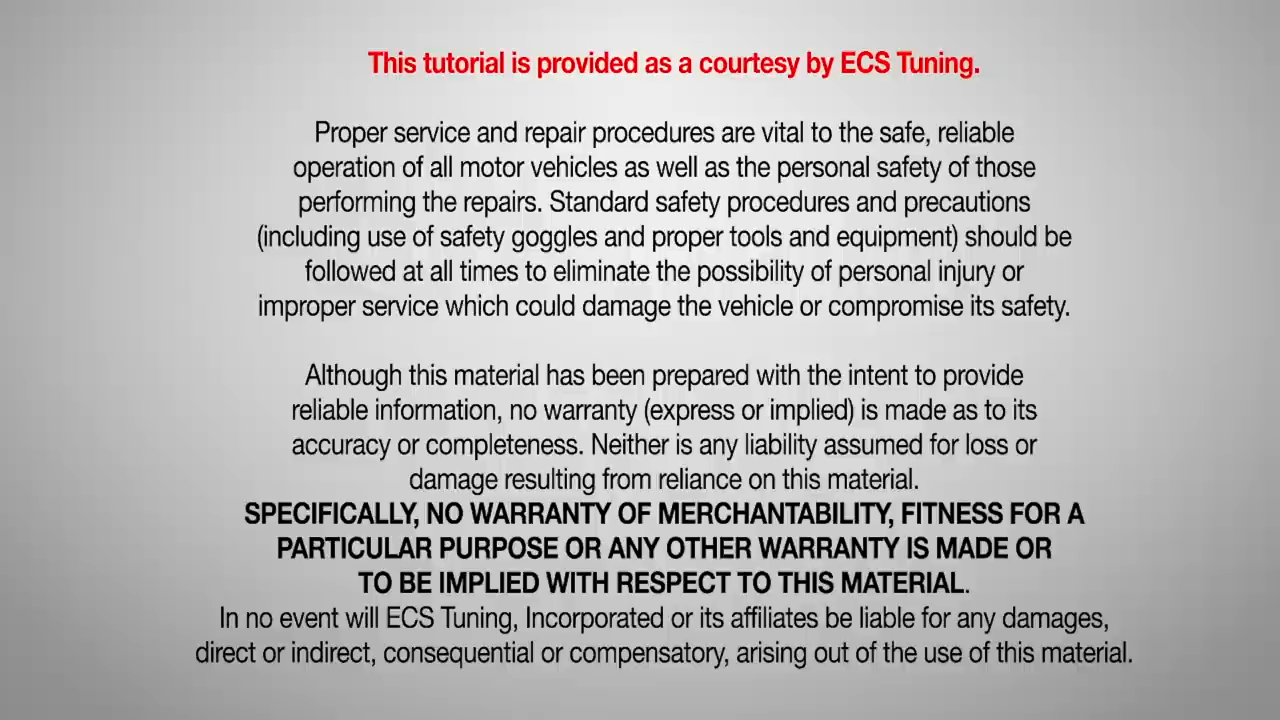 This tutorial is provided as a courtesy by ECS Tuning.
Proper service and repair procedures are vital to the safe, reliable
operation of all motor vehicles as well as the personal safety of those
performing the repairs. Standard safety procedures and precautions
(including use of safety goggles and proper tools and equipment) should be
followed at all times to eliminate the possibility of personal injury or
improper service which could damage the vehicle or compromise its safety.
Although this material has been prepared with the intent to provide
reliable information, no warranty (express or implied) is made as to its
accuracy or completeness. Neither is any liability assumed for loss or
damage resulting from reliance on this material.
SPECIFICALLY, NO WARRANTY OF MERCHANTABILITY, FITNESS FOR A
PARTICULAR PURPOSE OR ANY OTHER WARRANTY IS MADE OR
TO BE IMPLIED WITH RESPECT TO THIS MATERIAL.
In no event will ECS Tuning, Incorporated or its affiliates be liable for any damages,
direct or indirect, consequential or compensatory, arising out of the use of this material.